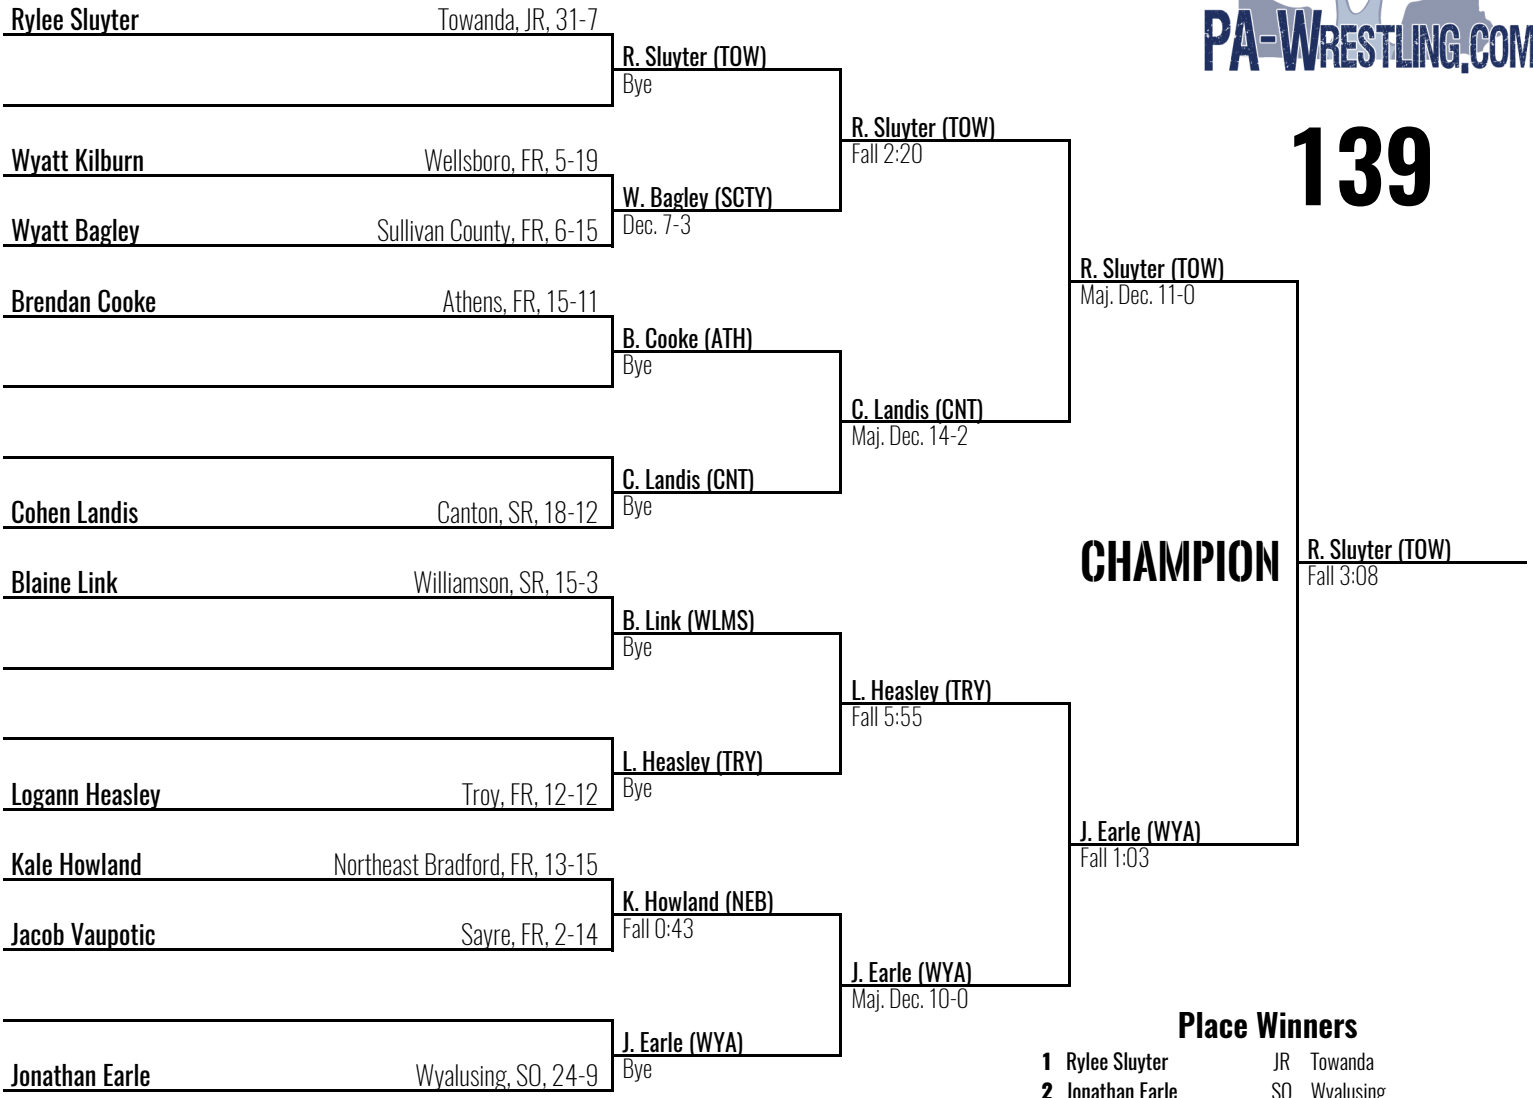 Rylee Sluyter Towanda, JR, 31-7
R. Sluyter (TOW)
Bye
PA-WRESTLING.COM
139
R. Sluyter (TOW)
Fall 2:20
Wyatt Kilburn Wellsboro, FR, 5-19
W. Bagley (SCTY)
Dec. 7-3
Wyatt Bagley Sullivan County, FR, 6-15
R. Sluyter (TOW)
Maj. Dec. 11-0
Brendan Cooke Athens, FR, 15-11
B. Cooke (ATH)
Bye
C. Landis (CNT)
Maj. Dec. 14-2
C. Landis (CNT)
Bye
Cohen Landis Canton, SR, 18-12
CHAMPION
R. Sluyter (TOW)
Fall 3:08
Blaine Link Williamson, SR, 15-3
B. Link (WLMS)
Bye
L. Heasley (TRY)
Fall 5:55
L. Heasley (TRY)
Bye
Logann Heasley Troy, FR, 12-12
J. Earle (WYA)
Fall 1:03
Kale Howland Northeast Bradford, FR, 13-15
K. Howland (NEB)
Fall 0:43
Jacob Vaupotic Sayre, FR, 2-14
J. Earle (WYA)
Maj. Dec. 10-0
J. Earle (WYA)
Bye
Jonathan Earle Wyalusing, SO, 24-9
Place Winners
1 Rylee Sluyter JR Towanda
2 Jonathan Earle SO Wyalusing